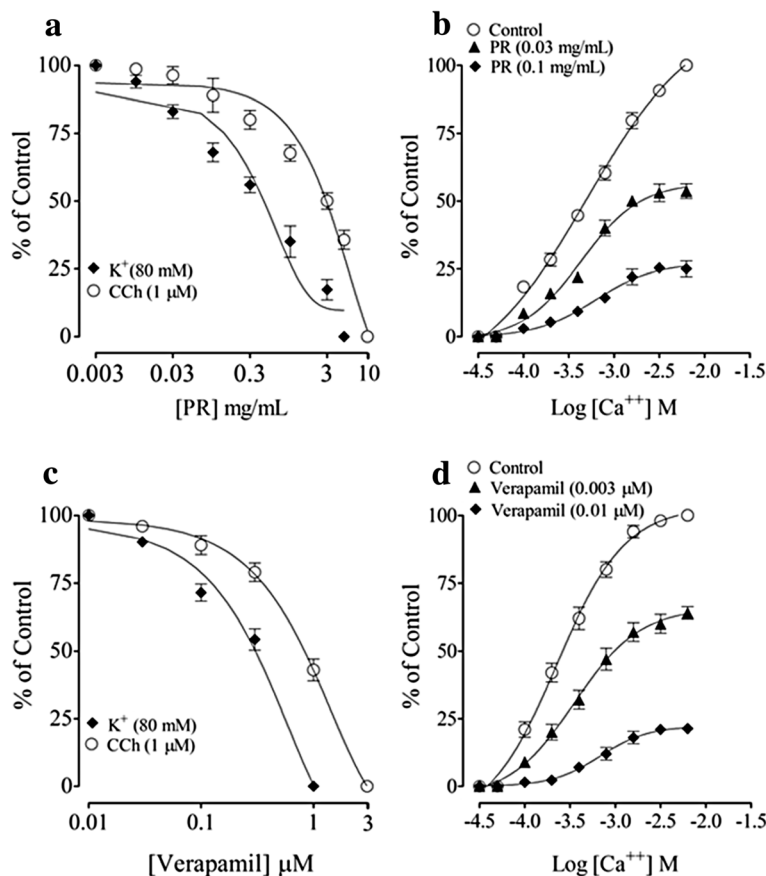 a
% of Control
100
75
50
25
0
K+ (80 mM)
CCh (1 μM)
0.003 0.03 0.3 3 10
[PR] mg/mL
b
Control
PR (0.03 mg/mL)
PR (0.1 mg/mL)
% of Control
100
75
50
25
0
-4.5 -4.0 -3.5 -3.0 -2.5 -2.0 -1.5
Log [Ca++] M
c
% of Control
100
75
50
25
0
K+ (80 mM)
CCh (1 μM)
0.01 0.1 1 3
[Verapamil] μM
d
Control
Verapamil (0.003 μM)
Verapamil (0.01 μM)
% of Control
100
75
50
25
0
-4.5 -4.0 -3.5 -3.0 -2.5 -2.0 -1.5
Log [Ca++] M